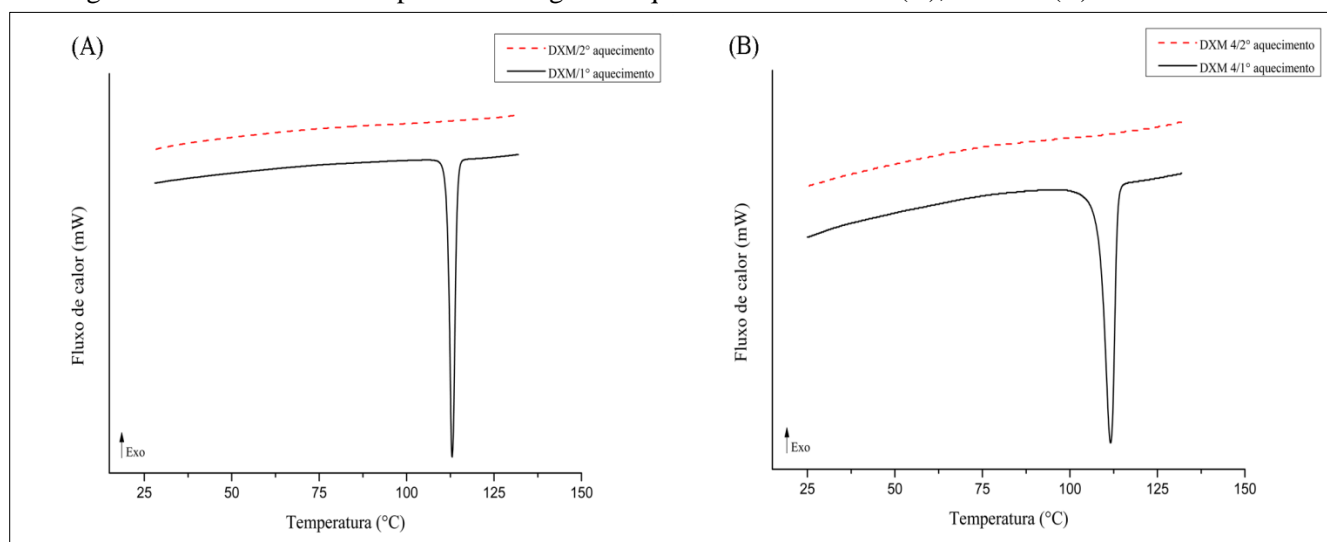 (A)
DXM/2° aquecimento
DXM/1° aquecimento
Fluxo de calor (mW)
Exo
25 50 75 100 125 150
Temperatura (°C)
(B)
DXM 4/2° aquecimento
DXM 4/1° aquecimento
Fluxo de calor (mW)
Exo
25 50 75 100 125 150
Temperatura (°C)